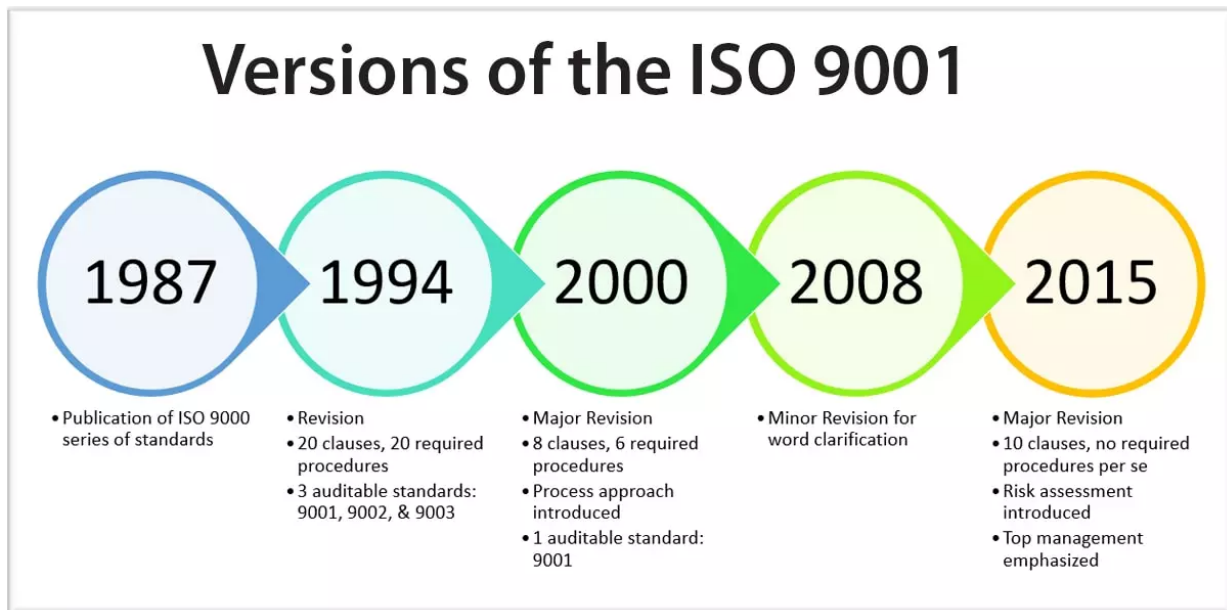 Versions of the ISO 9001
1987
• Publication of ISO 9000
series of standards
1994
• Revision
• 20 clauses, 20 required
procedures
• 3 auditable standards:
9001, 9002, & 9003
2000
• Major Revision
• 8 clauses, 6 required
procedures
• Process approach
introduced
• 1 auditable standard:
9001
2008
• Minor Revision for
word clarification
2015
• Major Revision
• 10 clauses, no required
procedures per se
• Risk assessment
introduced
• Top management
emphasized